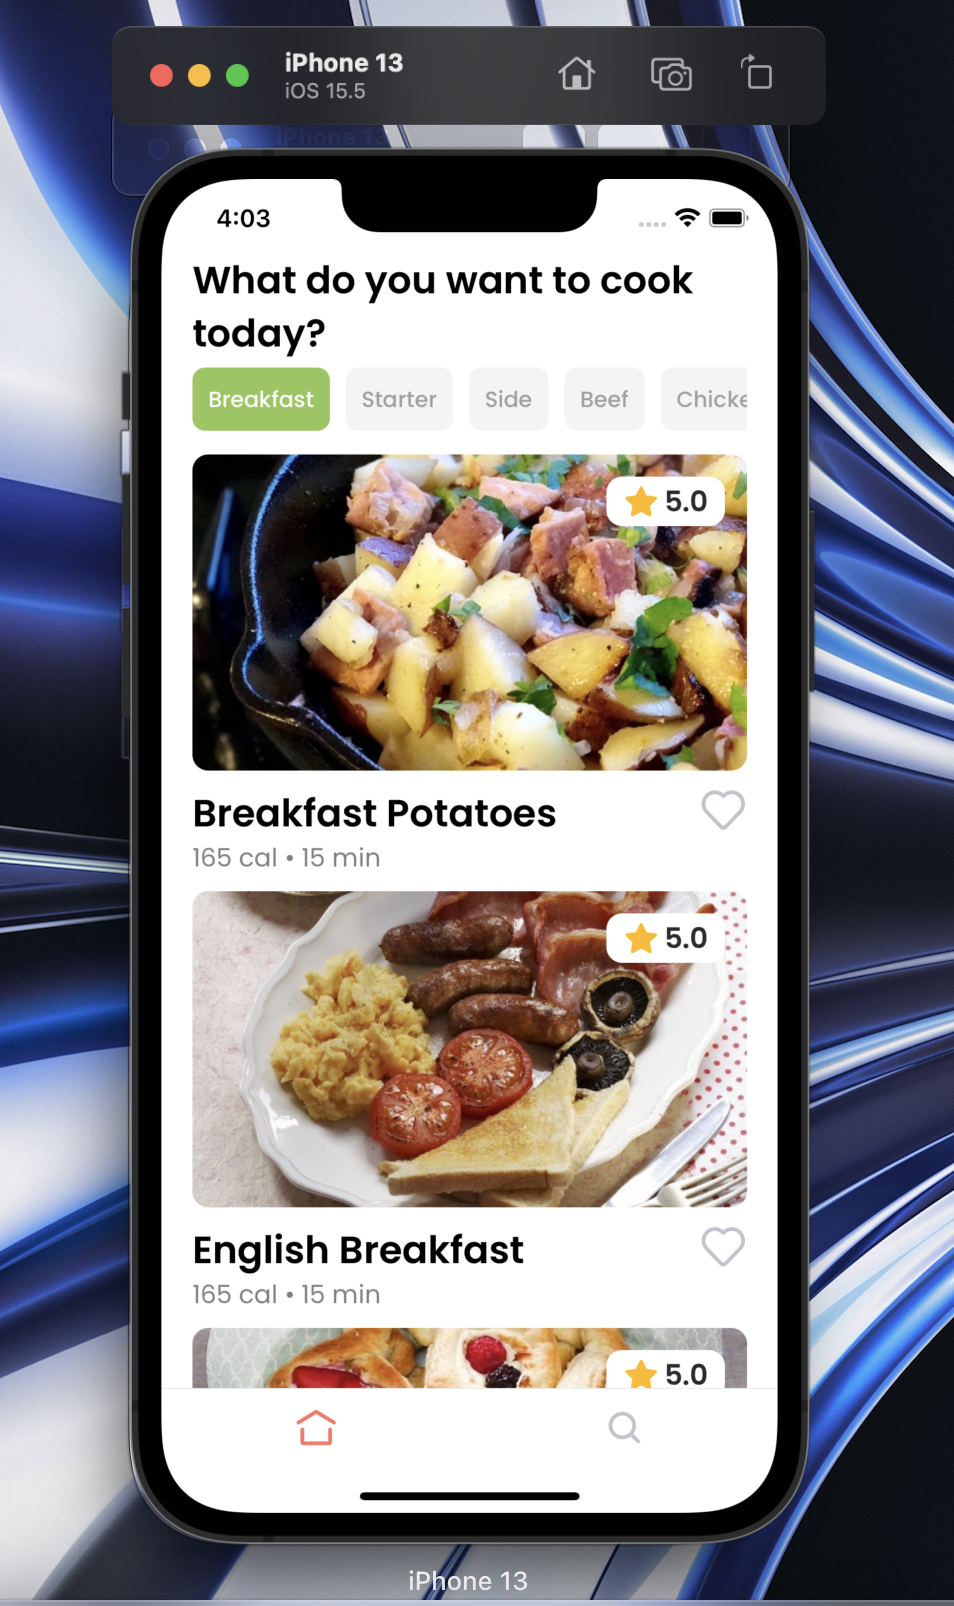 iPhone 13
iOS 15.5
iPhone 13
4:03
What do you want to cook
today?
Breakfast Starter Side Beef Chicke
5.0
Breakfast Potatoes
165 cal • 15 min
5.0
English Breakfast
165 cal • 15 min
5.0
iPhone 13